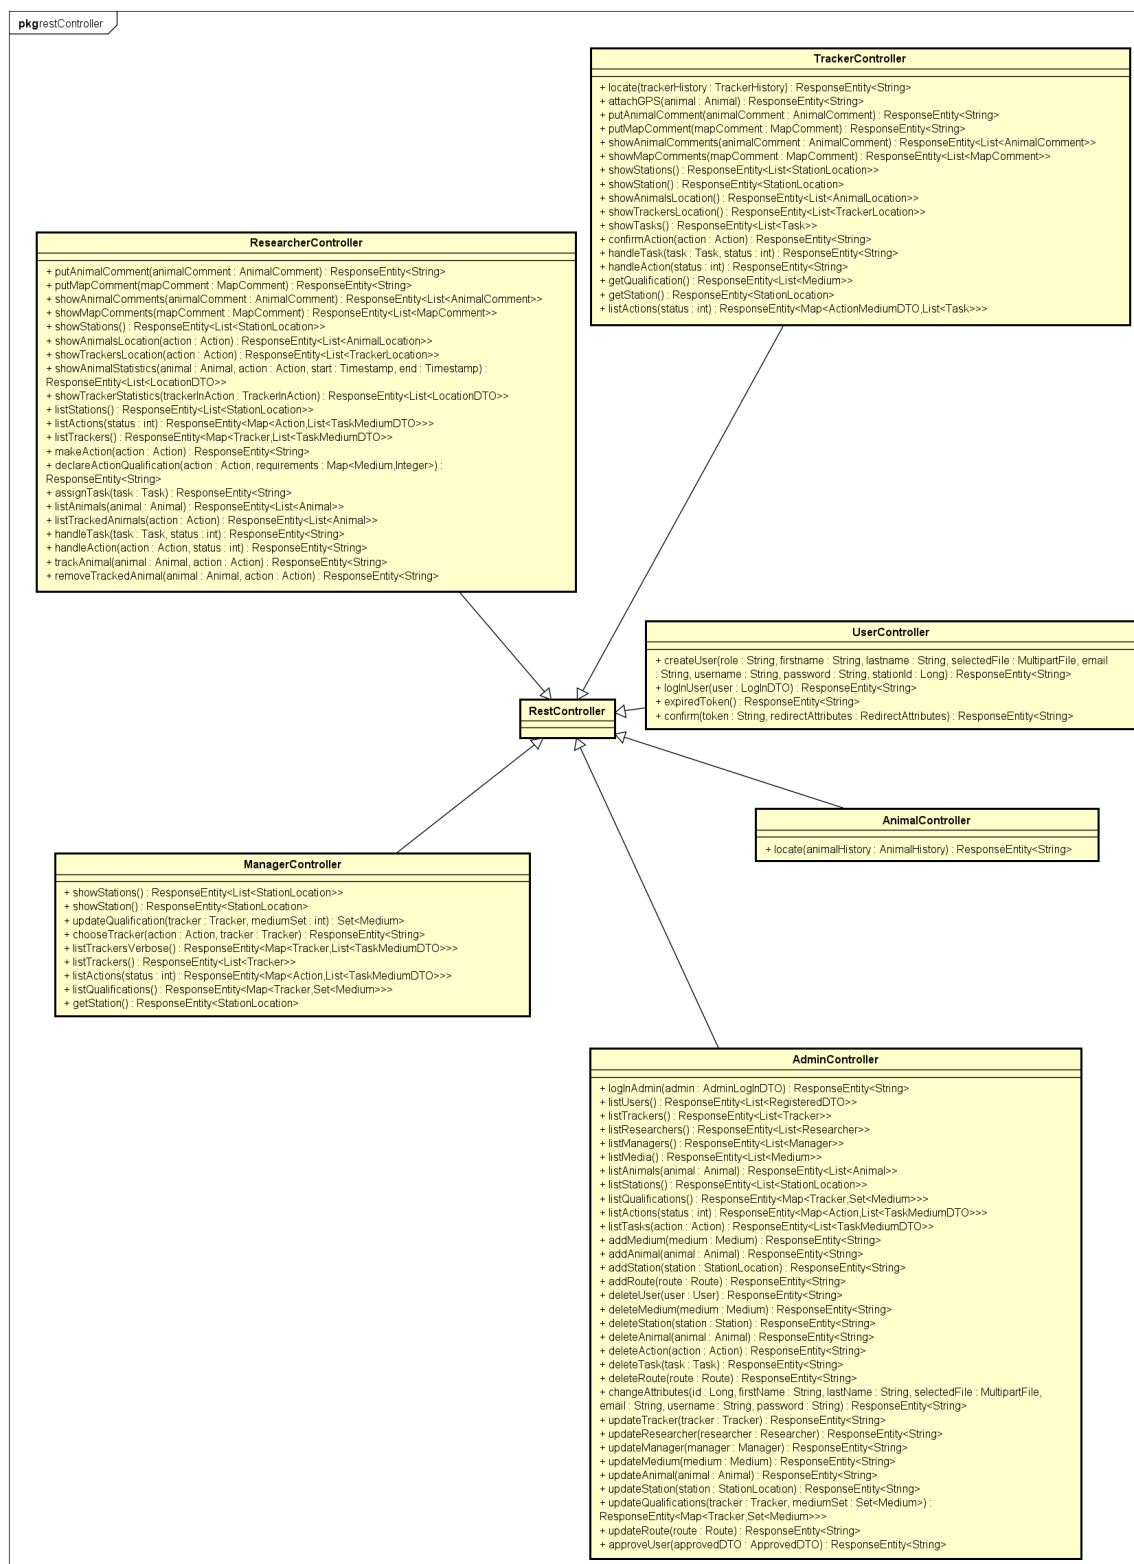 pkg restController
TrackerController
+ locate(trackerHistory : TrackerHistory) : ResponseEntity<String>
+ attachGPS(animal : Animal) : ResponseEntity<String>
+ putAnimalComment(animalComment : AnimalComment) : ResponseEntity<String>
+ putMapComment(mapComment : MapComment) : ResponseEntity<String>
+ showAnimalComments(animalComment : AnimalComment) : ResponseEntity<List<AnimalComment>>
+ showMapComments(mapComment : MapComment) : ResponseEntity<List<MapComment>>
+ showStations() : ResponseEntity<List<StationLocation>>
+ showStation() : ResponseEntity<StationLocation>
+ showAnimalsLocation() : ResponseEntity<List<AnimalLocation>>
+ showTrackersLocation() : ResponseEntity<List<TrackerLocation>>
+ showTasks() : ResponseEntity<List<Task>>
+ confirmAction(action : Action) : ResponseEntity<String>
+ handleTask(task : Task, status : int) : ResponseEntity<String>
+ handleAction(status : int) : ResponseEntity<String>
+ getQualification() : ResponseEntity<List<Medium>>
+ getStation() : ResponseEntity<StationLocation>
+ listActions(status : int) : ResponseEntity<Map<ActionMediumDTO,List<Task>>>
ResearcherController
+ putAnimalComment(animalComment : AnimalComment) : ResponseEntity<String>
+ putMapComment(mapComment : MapComment) : ResponseEntity<String>
+ showAnimalComments(animalComment : AnimalComment) : ResponseEntity<List<AnimalComment>>
+ showMapComments(mapComment : MapComment) : ResponseEntity<List<MapComment>>
+ showStations() : ResponseEntity<List<StationLocation>>
+ showAnimalsLocation(action : Action) : ResponseEntity<List<AnimalLocation>>
+ showTrackersLocation(action : Action) : ResponseEntity<List<TrackerLocation>>
+ showAnimalStatistics(animal : Animal, action : Action, start : Timestamp, end : Timestamp) :
ResponseEntity<List<LocationDTO>>
+ showTrackerStatistics(trackerInAction : TrackerInAction) : ResponseEntity<List<LocationDTO>>
+ listStations() : ResponseEntity<List<StationLocation>>
+ listActions(status : int) : ResponseEntity<Map<Action,List<TaskMediumDTO>>>
+ listTrackers() : ResponseEntity<Map<Tracker,List<TaskMediumDTO>>
+ makeAction(action : Action) : ResponseEntity<String>
+ declareActionQualification(action : Action, requirements : Map<Medium,Integer>) :
ResponseEntity<String>
+ assignTask(task : Task) : ResponseEntity<String>
+ listAnimals(animal : Animal) : ResponseEntity<List<Animal>>
+ listTrackedAnimals(action : Action) : ResponseEntity<List<Animal>>
+ handleTask(task : Task, status : int) : ResponseEntity<String>
+ handleAction(action : Action, status : int) : ResponseEntity<String>
+ trackAnimal(animal : Animal, action : Action) : ResponseEntity<String>
+ removeTrackedAnimal(animal : Animal, action : Action) : ResponseEntity<String>
UserController
+ createUser(role : String, firstname : String, lastname : String, selectedFile : MultipartFile, email
: String, username : String, password : String, stationId : Long) : ResponseEntity<String>
+ logInUser(user : LogInDTO) : ResponseEntity<String>
+ expiredToken() : ResponseEntity<String>
+ confirm(token : String, redirectAttributes : RedirectAttributes) : ResponseEntity<String>
RestController
AnimalController
+ locate(animalHistory : AnimalHistory) : ResponseEntity<String>
ManagerController
+ showStations() : ResponseEntity<List<StationLocation>>
+ showStation() : ResponseEntity<StationLocation>
+ updateQualification(tracker : Tracker, mediumSet : int) : Set<Medium>
+ chooseTracker(action : Action, tracker : Tracker) : ResponseEntity<String>
+ listTrackersVerbose() : ResponseEntity<Map<Tracker,List<TaskMediumDTO>>>
+ listTrackers() : ResponseEntity<List<Tracker>>
+ listActions(status : int) : ResponseEntity<Map<Action,List<TaskMediumDTO>>>
+ listQualifications() : ResponseEntity<Map<Tracker,Set<Medium>>>
+ getStation() : ResponseEntity<StationLocation>
AdminController
+ logInAdmin(admin : AdminLogInDTO) : ResponseEntity<String>
+ listUsers() : ResponseEntity<List<RegisteredDTO>>
+ listTrackers() : ResponseEntity<List<Tracker>>
+ listResearchers() : ResponseEntity<List<Researcher>>
+ listManagers() : ResponseEntity<List<Manager>>
+ listMedia() : ResponseEntity<List<Medium>>
+ listAnimals(animal : Animal) : ResponseEntity<List<Animal>>
+ listStations() : ResponseEntity<List<StationLocation>>
+ listQualifications() : ResponseEntity<Map<Tracker,Set<Medium>>>
+ listActions(status : int) : ResponseEntity<Map<Action,List<TaskMediumDTO>>>
+ listTasks(action : Action) : ResponseEntity<List<TaskMediumDTO>>
+ addMedium(medium : Medium) : ResponseEntity<String>
+ addAnimal(animal : Animal) : ResponseEntity<String>
+ addStation(station : StationLocation) : ResponseEntity<String>
+ addRoute(route : Route) : ResponseEntity<String>
+ deleteUser(user : User) : ResponseEntity<String>
+ deleteMedium(medium : Medium) : ResponseEntity<String>
+ deleteStation(station : Station) : ResponseEntity<String>
+ deleteAnimal(animal : Animal) : ResponseEntity<String>
+ deleteAction(action : Action) : ResponseEntity<String>
+ deleteTask(task : Task) : ResponseEntity<String>
+ deleteRoute(route : Route) : ResponseEntity<String>
+ changeAttributes(id : Long, firstName : String, lastName : String, selectedFile : MultipartFile,
email : String, username : String, password : String) : ResponseEntity<String>
+ updateTracker(tracker : Tracker) : ResponseEntity<String>
+ updateResearcher(researcher : Researcher) : ResponseEntity<String>
+ updateManager(manager : Manager) : ResponseEntity<String>
+ updateMedium(medium : Medium) : ResponseEntity<String>
+ updateAnimal(animal : Animal) : ResponseEntity<String>
+ updateStation(station : StationLocation) : ResponseEntity<String>
+ updateQualifications(tracker : Tracker, mediumSet : Set<Medium>) :
ResponseEntity<Map<Tracker,Set<Medium>>>
+ updateRoute(route : Route) : ResponseEntity<String>
+ approveUser(approvedDTO : ApprovedDTO) : ResponseEntity<String>